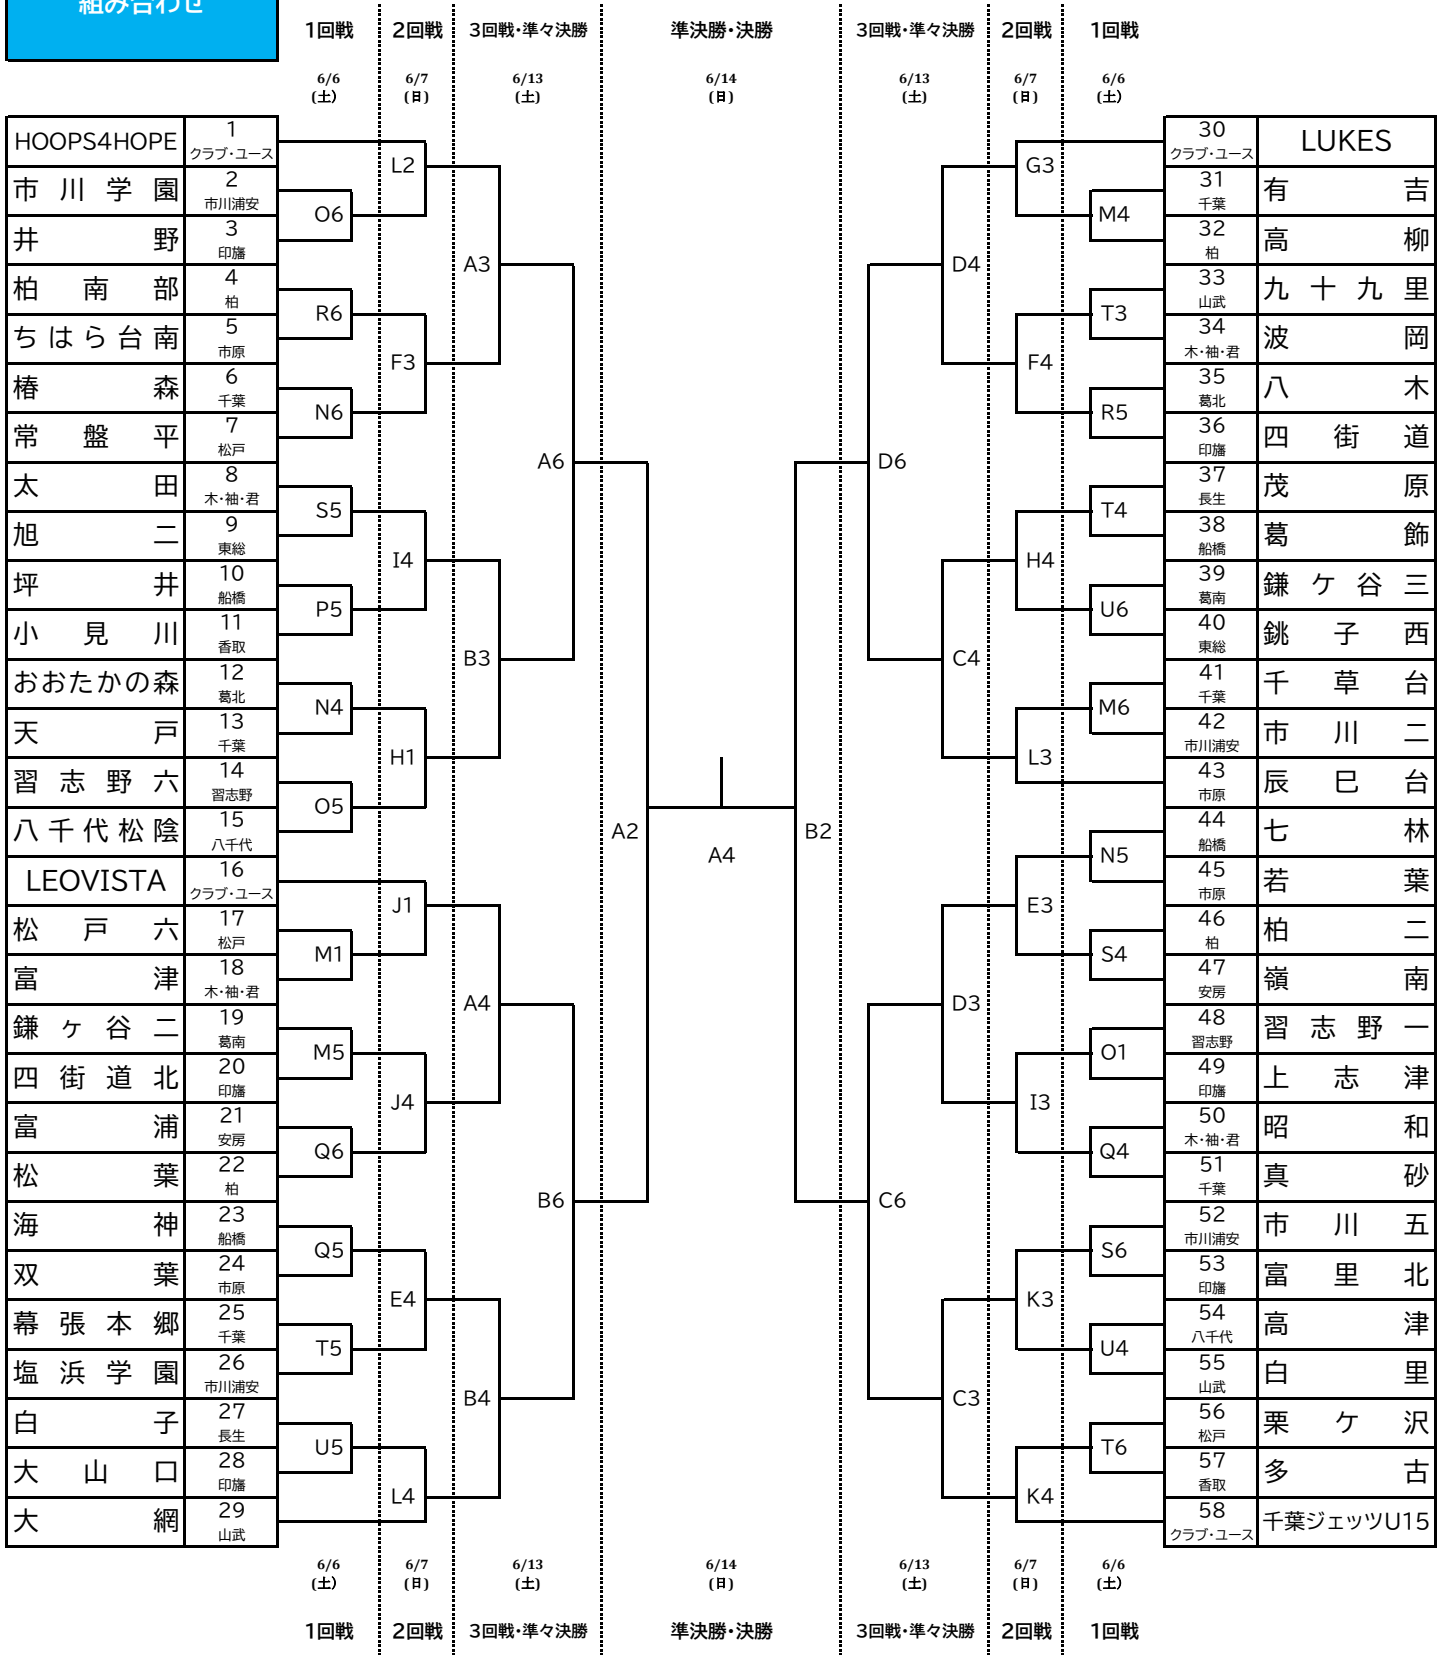 組み合わせ
1回戦 2回戦 3回戦・準々決勝 準決勝・決勝 3回戦・準々決勝 2回戦 1回戦
6/6 6/7 6/13 6/14 6/13 6/7 6/6
(土) (日) (土) (日) (土) (日) (土)
HOOPS4HOPE 1 クラブ・ユース
市川学園 2 市川浦安
井野 3 印旛
柏南部 4 柏
ちはら台南 5 市原
椿森 6 千葉
常盤平 7 松戸
太田 8 木・袖・君
旭二 9 東総
坪井 10 船橋
小見川 11 香取
おおたかの森 12 葛北
天戸 13 千葉
習志野六 14 習志野
八千代松陰 15 八千代
LEOVISTA 16 クラブ・ユース
松戸六 17 松戸
富津 18 木・袖・君
鎌ヶ谷二 19 葛南
四街道北 20 印旛
富浦 21 安房
松葉 22 柏
海神 23 船橋
双葉 24 市原
幕張本郷 25 千葉
塩浜学園 26 市川浦安
白子 27 長生
大山口 28 印旛
大網 29 山武
O6
R6
N6
S5
P5
N4
O5
M1
M5
Q6
Q5
T5
U5
L2
F3
I4
H1
J1
J4
E4
L4
A3
B3
A4
B4
A6
B6
A2
A4
B2
D6
C6
D4
C4
D3
C3
G3
F4
H4
L3
E3
I3
K3
K4
M4
T3
R5
T4
U6
M6
N5
S4
O1
Q4
S6
U4
T6
30 クラブ・ユース LUKES
31 千葉 有吉
32 柏 高柳
33 山武 九十九里
34 木・袖・君 波岡
35 葛北 八木
36 印旛 四街道
37 長生 茂原
38 船橋 葛飾
39 葛南 鎌ケ谷三
40 東総 銚子西
41 千葉 千草台
42 市川浦安 市川二
43 市原 辰巳台
44 船橋 七林
45 市原 若葉
46 柏 柏二
47 安房 嶺南
48 習志野 習志野一
49 印旛 上志津
50 木・袖・君 昭和
51 千葉 真砂
52 市川浦安 市川五
53 印旛 富里北
54 八千代 高津
55 山武 白里
56 松戸 栗ケ沢
57 香取 多古
58 クラブ・ユース 千葉ジェッツU15
6/6 6/7 6/13 6/14 6/13 6/7 6/6
(土) (日) (土) (日) (土) (日) (土)
1回戦 2回戦 3回戦・準々決勝 準決勝・決勝 3回戦・準々決勝 2回戦 1回戦